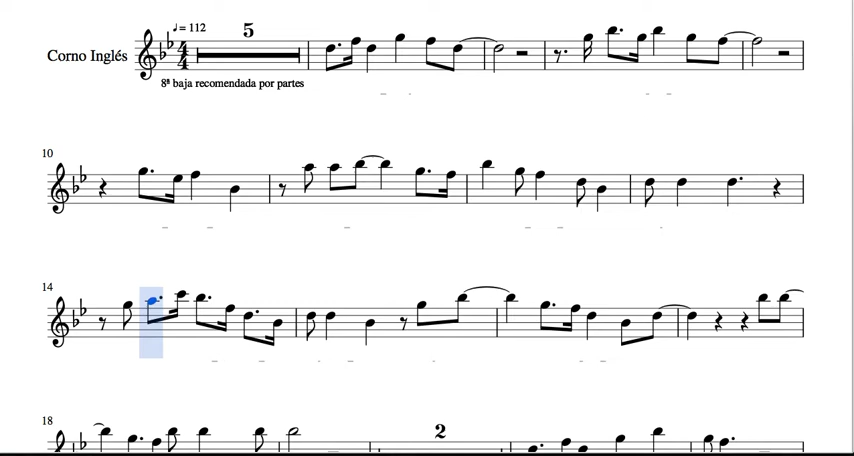 ♩ = 112
5
Corno Inglés
8ª baja recomendada por partes
10
14
18
2